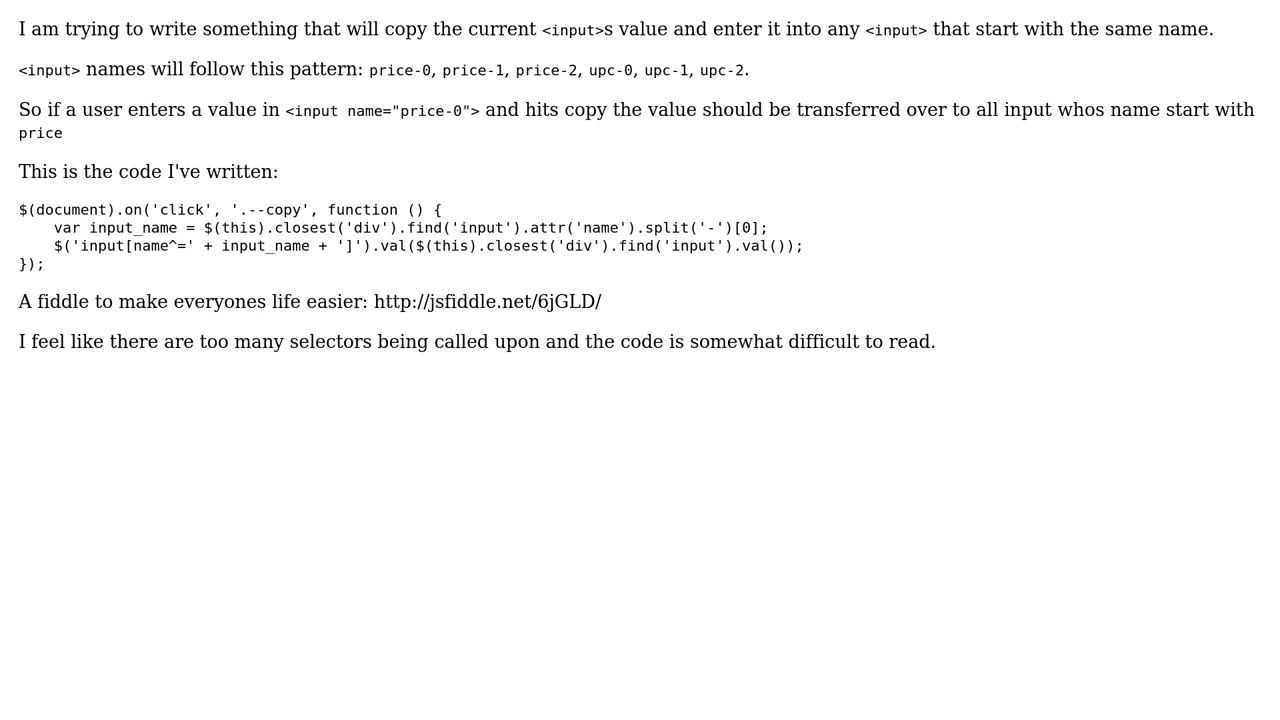 I am trying to write something that will copy the current <input>s value and enter it into any <input> that start with the same name.
<input> names will follow this pattern: price-0, price-1, price-2, upc-0, upc-1, upc-2.
So if a user enters a value in <input name="price-0"> and hits copy the value should be transferred over to all input whos name start with
price
This is the code I've written:
$(document).on('click', '.--copy', function () {
    var input_name = $(this).closest('div').find('input').attr('name').split('-')[0];
    $('input[name^=' + input_name + ']').val($(this).closest('div').find('input').val());
});
A fiddle to make everyones life easier: http://jsfiddle.net/6jGLD/
I feel like there are too many selectors being called upon and the code is somewhat difficult to read.